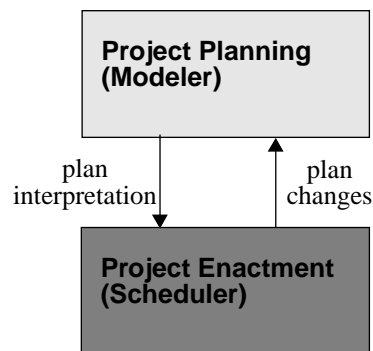 Project Planning
(Modeler)
plan
interpretation
plan
changes
Project Enactment
(Scheduler)